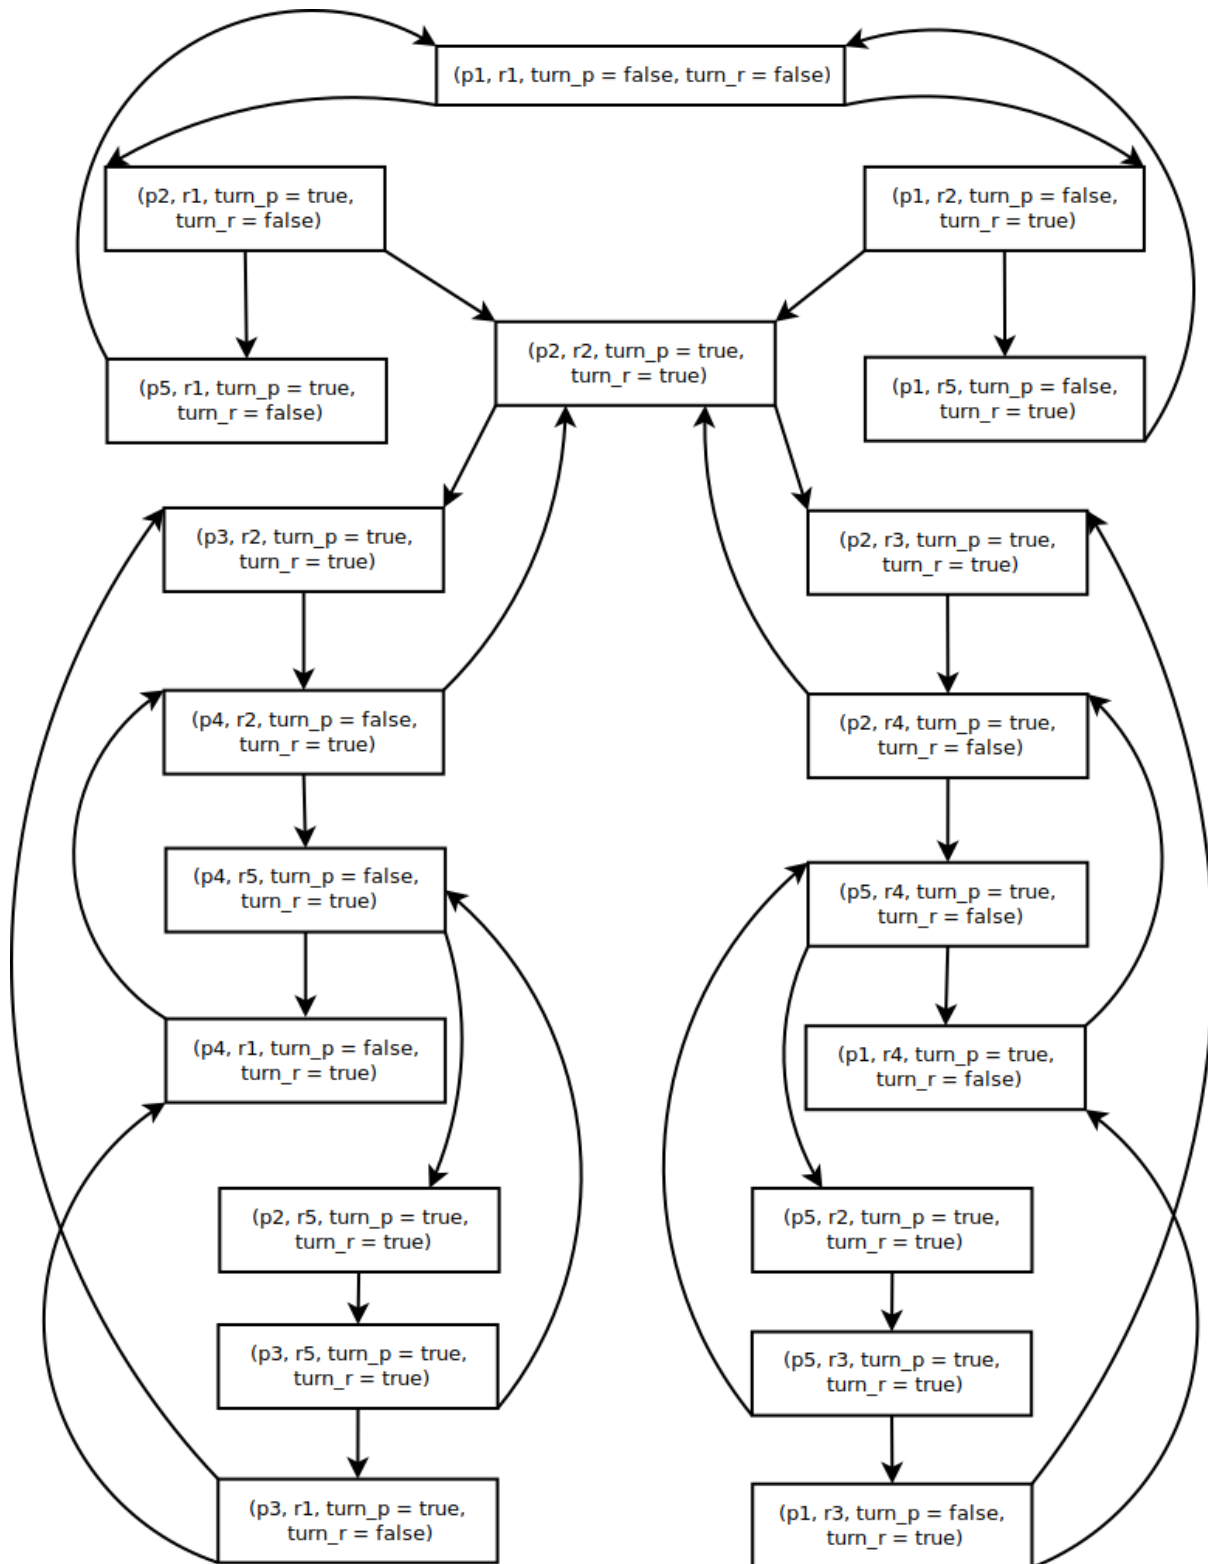 (p1, r1, turn_p = false, turn_r = false)
(p2, r1, turn_p = true,
turn_r = false)
(p1, r2, turn_p = false,
turn_r = true)
(p2, r2, turn_p = true,
turn_r = true)
(p5, r1, turn_p = true,
turn_r = false)
(p1, r5, turn_p = false,
turn_r = true)
(p3, r2, turn_p = true,
turn_r = true)
(p2, r3, turn_p = true,
turn_r = true)
(p4, r2, turn_p = false,
turn_r = true)
(p2, r4, turn_p = true,
turn_r = false)
(p4, r5, turn_p = false,
turn_r = true)
(p5, r4, turn_p = true,
turn_r = false)
(p4, r1, turn_p = false,
turn_r = true)
(p1, r4, turn_p = true,
turn_r = false)
(p2, r5, turn_p = true,
turn_r = true)
(p5, r2, turn_p = true,
turn_r = true)
(p3, r5, turn_p = true,
turn_r = true)
(p5, r3, turn_p = true,
turn_r = true)
(p3, r1, turn_p = true,
turn_r = false)
(p1, r3, turn_p = false,
turn_r = true)